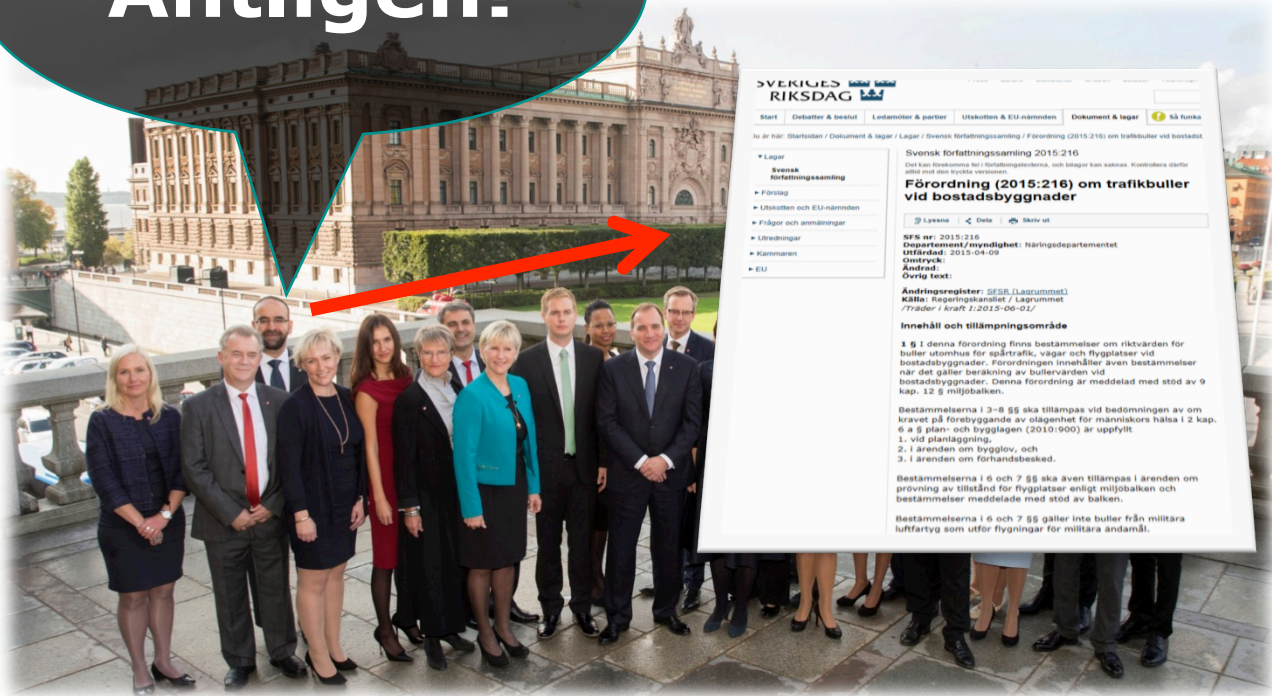 Äntligen!
SVERIGES
RIKSDAG
Start Debatter & beslut Ledamöter & partier Utskotten & EU-nämnden Dokument & lagar Så funka
är här: Startsidan / Dokument & lagar / Lagar / Svensk författningssamling / Förordning (2015:216) om trafikbuller vid bostadst
Lagar
Svensk
författningssamling
Förslag
Utskotten och EU-nämnden
Frågor och anmälningar
Utredningar
Kammaren
EU
Svensk författningssamling 2015:216
Det kan förekomma fel i författningstexterna, och bilagor kan saknas. Kontrollera därför
alltid mot den tryckta versionen.
Förordning (2015:216) om trafikbuller
vid bostadsbyggnader
Lyssna Dela Skriv ut
SFS nr: 2015:216
Departement/myndighet: Näringsdepartementet
Utfärdad: 2015-04-09
Omtryck:
Ändrad:
Övrig text:
Ändringsregister: SFSR (Lagrummet)
Källa: Regeringskansliet / Lagrummet
/Träder i kraft I:2015-06-01/
Innehåll och tillämpningsområde
1 § I denna förordning finns bestämmelser om riktvärden för
buller utomhus för spårtrafik, vägar och flygplatser vid
bostadsbyggnader. Förordningen innehåller även bestämmelser
när det gäller beräkning av bullervärden vid
bostadsbyggnader. Denna förordning är meddelad med stöd av 9
kap. 12 § miljöbalken.
Bestämmelserna i 3–8 §§ ska tillämpas vid bedömningen av om
kravet på förebyggande av olägenhet för människors hälsa i 2 kap.
6 a § plan- och bygglagen (2010:900) är uppfyllt
1. vid planläggning,
2. i ärenden om bygglov, och
3. i ärenden om förhandsbesked.
Bestämmelserna i 6 och 7 §§ ska även tillämpas i ärenden om
prövning av tillstånd för flygplatser enligt miljöbalken och
bestämmelser meddelade med stöd av balken.
Bestämmelserna i 6 och 7 §§ gäller inte buller från militära
luftfartyg som utför flygningar för militära ändamål.